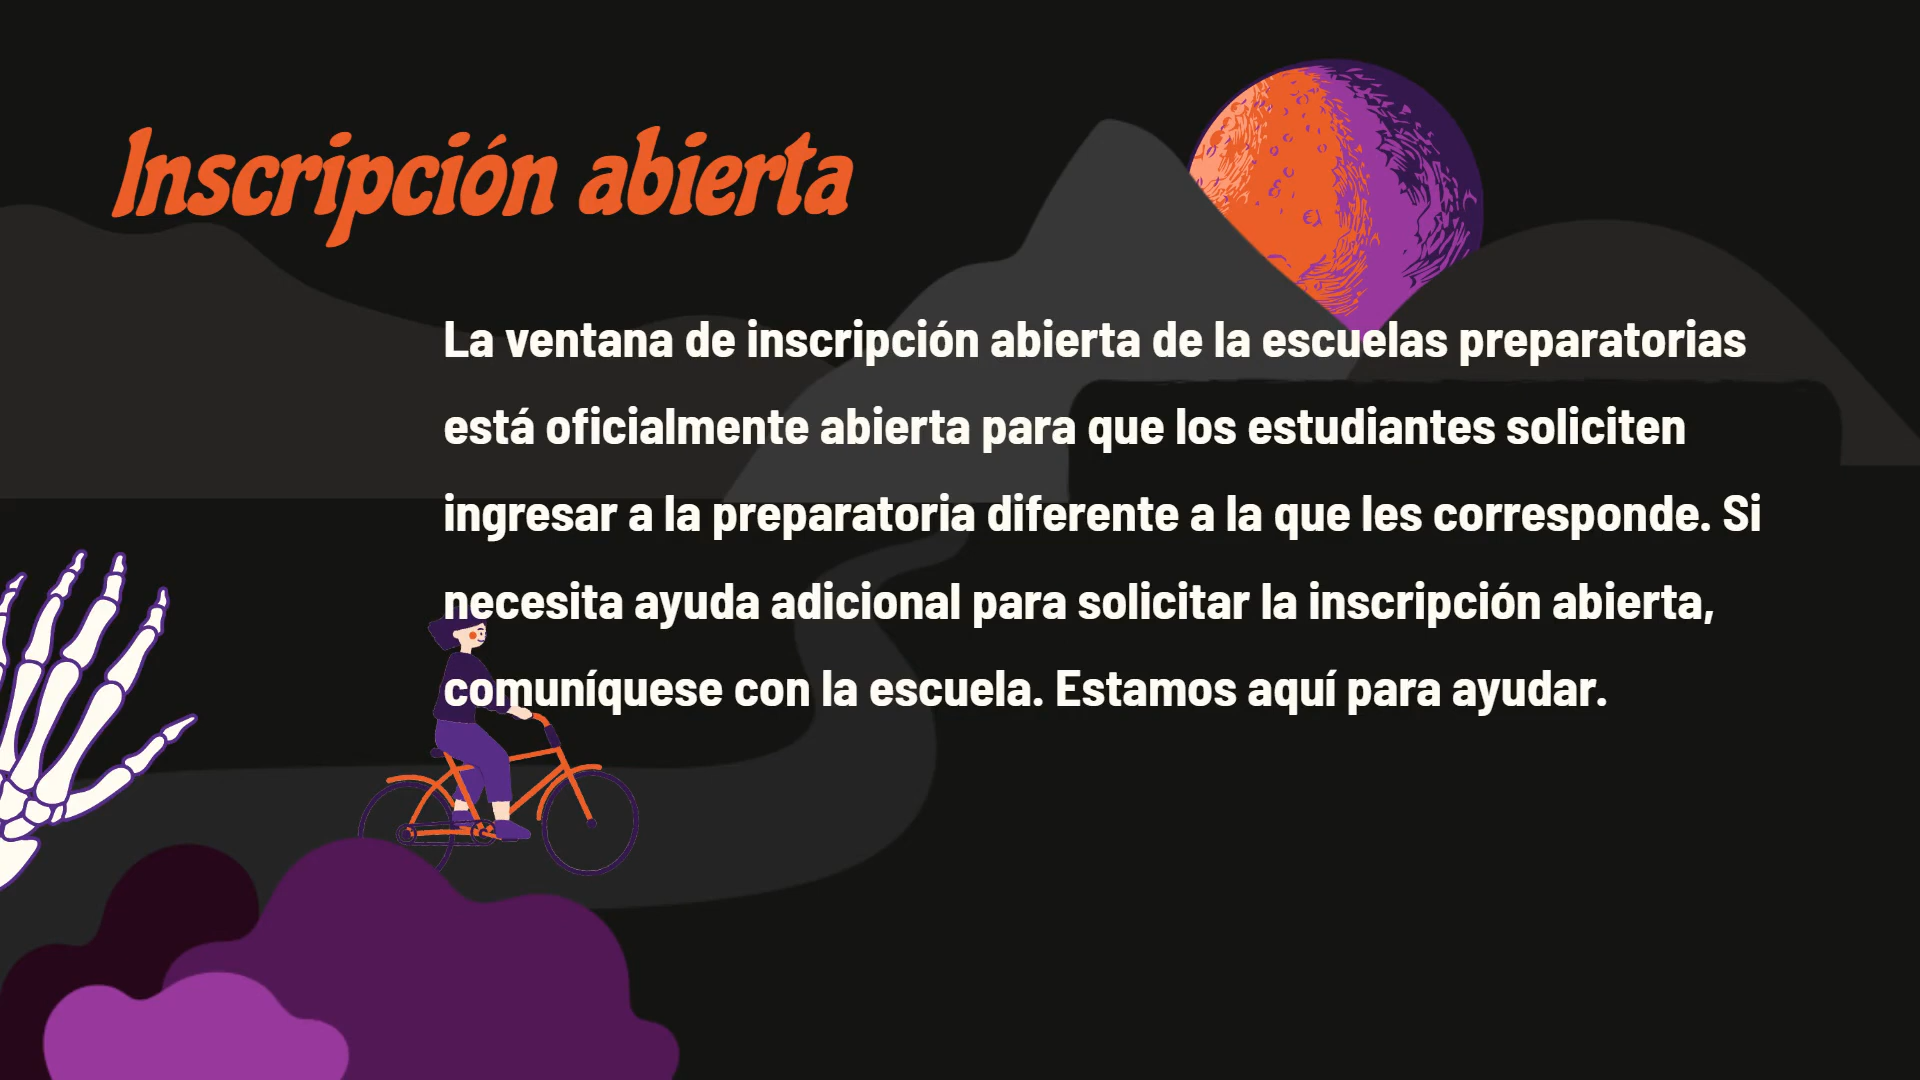 Inscripción abierta
La ventana de inscripción abierta de la escuelas preparatorias
está oficialmente abierta para que los estudiantes soliciten
ingresar a la preparatoria diferente a la que les corresponde. Si
necesita ayuda adicional para solicitar la inscripción abierta,
comuníquese con la escuela. Estamos aquí para ayudar.